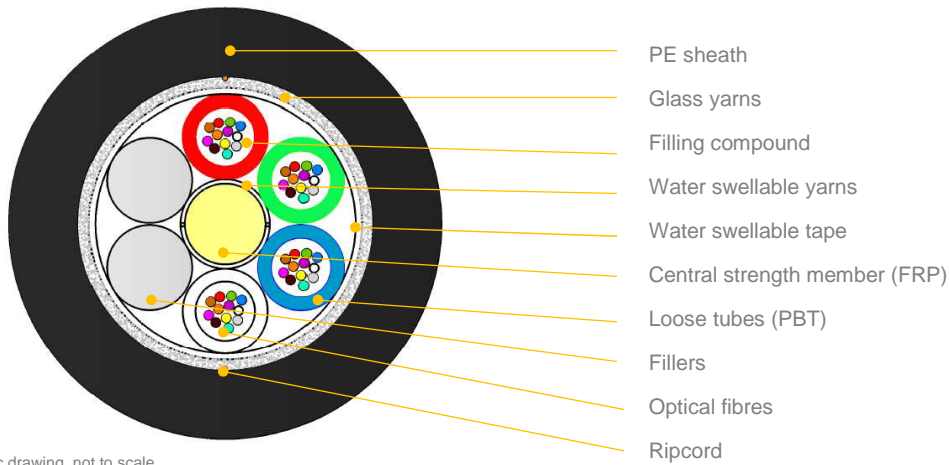 PE sheath
Glass yarns
Filling compound
Water swellable yarns
Water swellable tape
Central strength member (FRP)
Loose tubes (PBT)
Fillers
Optical fibres
Ripcord
drawing, not to scale